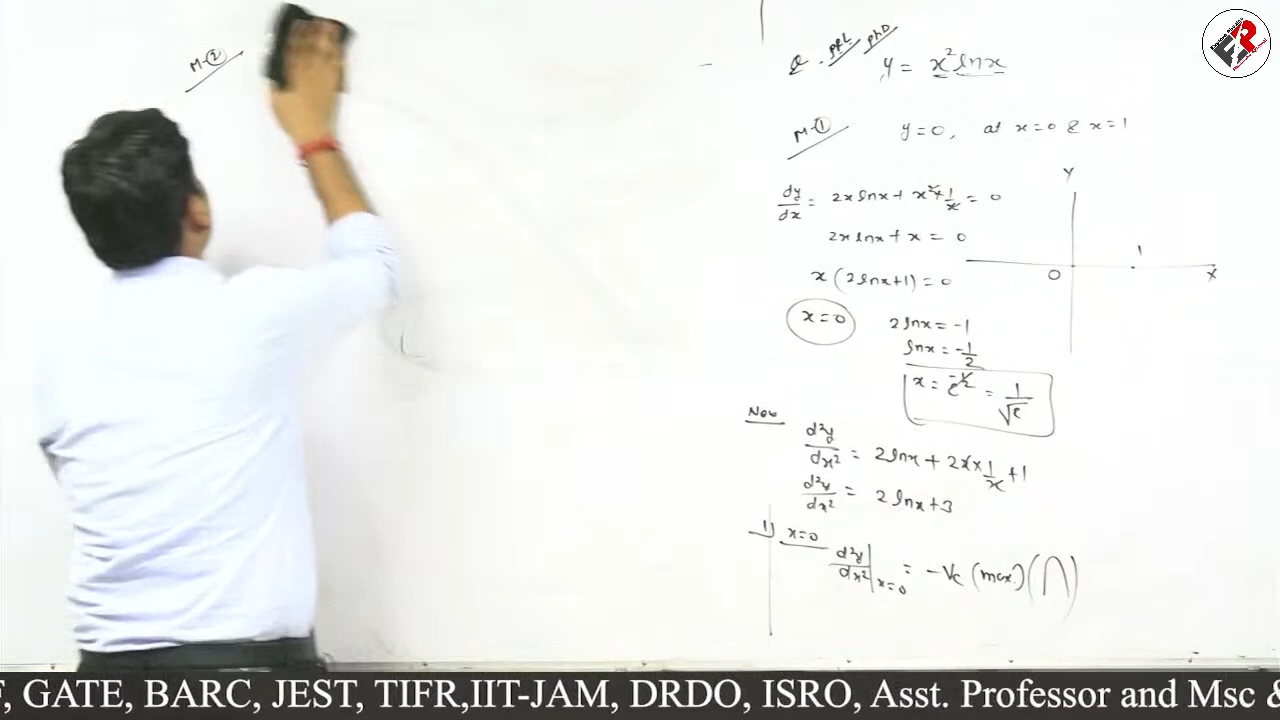 M-②
Q. PRL PhD
y = x² ln x
M-①
y = 0, at x = 0 & x = 1
dy/dx = 2x ln x + x² × 1/x = 0
2x ln x + x = 0
x (2 ln x + 1) = 0
x = 0
2 ln x = -1
ln x = -1/2
x = e^-1/2 = 1/√e
Y
1
O
X
Now
d²y/dx² = 2 ln x + 2x × 1/x + 1
d²y/dx² = 2 ln x + 3
1) x = 0
d²y/dx²|x=0 = -Ve (max.) (∩)
F, GATE, BARC, JEST, TIFR,IIT-JAM, DRDO, ISRO, Asst. Professor and Msc &